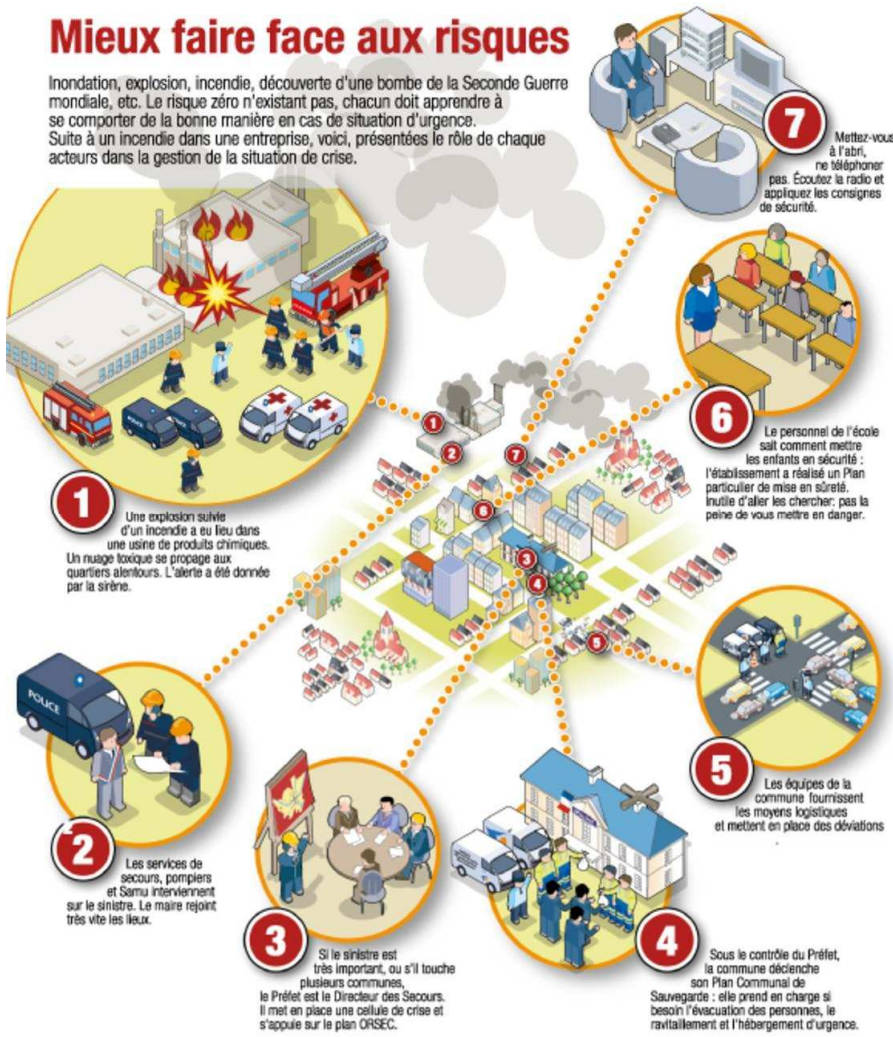 Mieux faire face aux risques
Inondation, explosion, incendie, découverte d'une bombe de la Seconde Guerre
mondiale, etc. Le risque zéro n'existant pas, chacun doit apprendre à
se comporter de la bonne manière en cas de situation d'urgence.
Suite à un incendie dans une entreprise, voici, présentées le rôle de chaque
acteurs dans la gestion de la situation de crise.
1
Une explosion suivie
d'un incendie a eu lieu dans
une usine de produits chimiques.
Un nuage toxique se propage aux
quartiers alentours. L'alerte a été donnée
par la sirène.
POLICE
2
Les services de
secours, pompiers
et Samu interviennent
sur le sinistre. Le maire rejoint
très vite les lieux.
3
Si le sinistre est
très important, ou s'il touche
plusieurs communes,
le Préfet est le Directeur des Secours.
Il met en place une cellule de crise et
s'appuie sur le plan ORSEC.
4
Sous le contrôle du Préfet,
la commune déclenche
son Plan Communal de
Sauvegarde : elle prend en charge si
besoin l'évacuation des personnes, le
ravitaillement et l'hébergement d'urgence.
5
Les équipes de la
commune fournissent
les moyens logistiques
et mettent en place des déviations
6
Le personnel de l'école
sait comment mettre
les enfants en sécurité :
l'établissement a réalisé un Plan
particulier de mise en sûreté.
Inutile d'aller les chercher: pas la
peine de vous mettre en danger.
7
Mettez-vous
à l'abri,
ne téléphoner
pas. Écoutez la radio et
appliquez les consignes
de sécurité.
1
2
7
6
3
4
5